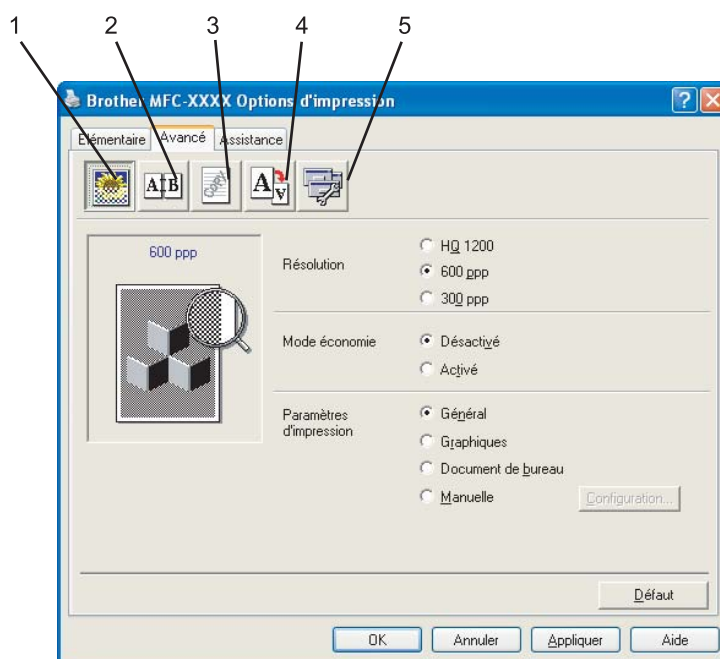 1 2 3 4 5
Brother MFC-XXXX Options d'impression
Elémentaire Avancé Assistance
A B Copy A A
600 ppp
Résolution
HQ 1200
600 ppp
300 ppp
Mode économie
Désactivé
Activé
Paramètres
d'impression
Général
Graphiques
Document de bureau
Manuelle Configuration...
Défaut
OK Annuler Appliquer Aide